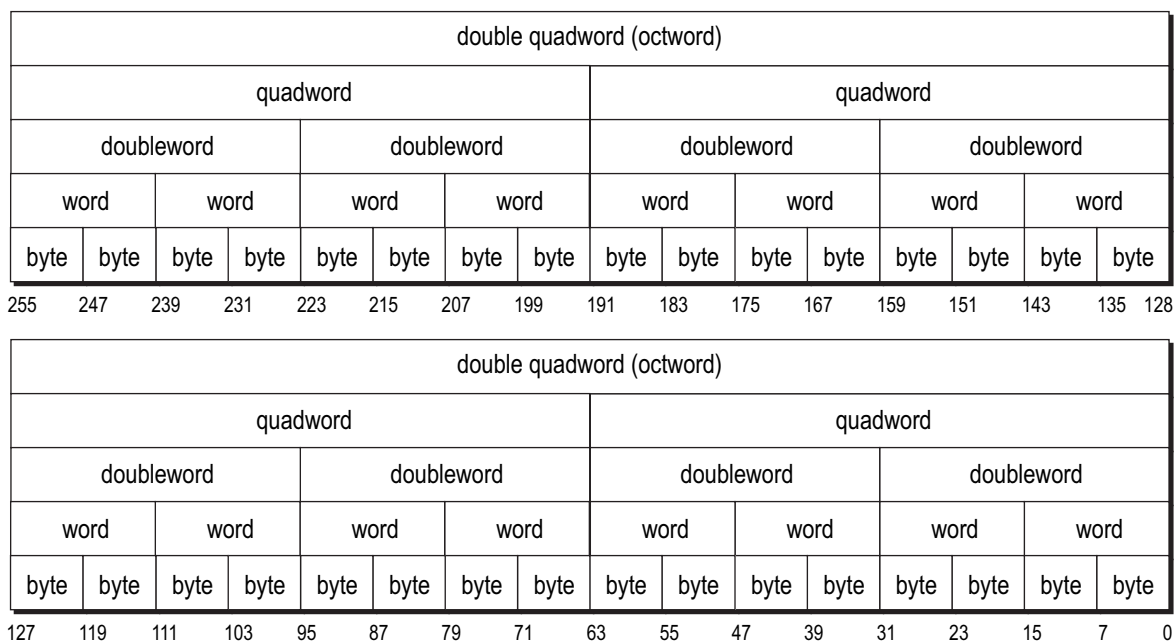 double quadword (octword)
quadword quadword
doubleword doubleword doubleword doubleword
word word word word word word word word
byte byte byte byte byte byte byte byte byte byte byte byte byte byte byte byte
255 247 239 231 223 215 207 199 191 183 175 167 159 151 143 135 128
double quadword (octword)
quadword quadword
doubleword doubleword doubleword doubleword
word word word word word word word word
byte byte byte byte byte byte byte byte byte byte byte byte byte byte byte byte
127 119 111 103 95 87 79 71 63 55 47 39 31 23 15 7 0